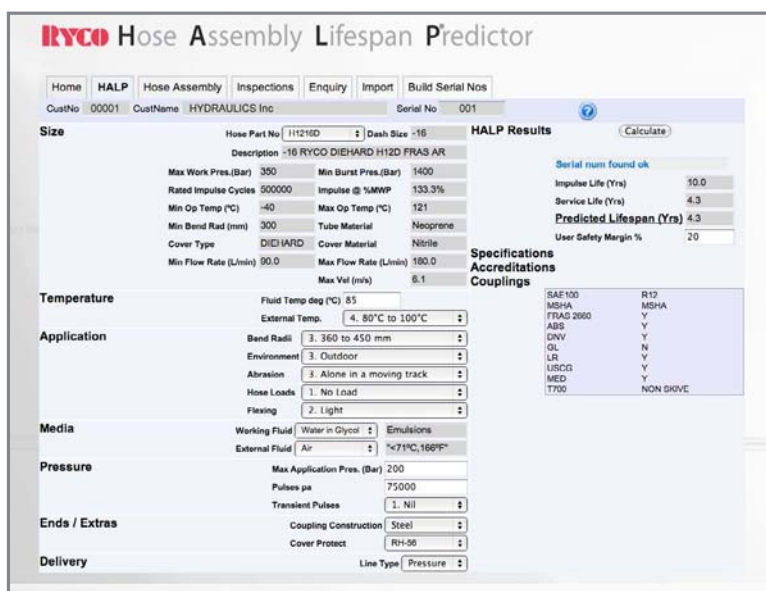 RYCO Hose Assembly Lifespan Predictor
Home HALP Hose Assembly Inspections Enquiry Import Build Serial Nos
CustNo 00001 CustName HYDRAULICS Inc Serial No 001 ?
Size Hose Part No H1216D Dash Size -16
Description -16 RYCO DIEHARD H12D FRAS AR
Max Work Pres.(Bar) 350 Min Burst Pres.(Bar) 1400
Rated Impulse Cycles 500000 Impulse @ %MWP 133.3%
Min Op Temp (ºC) -40 Max Op Temp (ºC) 121
Min Bend Rad (mm) 300 Tube Material Neoprene
Cover Type DIEHARD Cover Material Nitrile
Min Flow Rate (L/min) 90.0 Max Flow Rate (L/min) 180.0
Max Vel (m/s) 6.1
Temperature Fluid Temp deg (ºC) 85
External Temp. 4. 80°C to 100°C
Application Bend Radii 3. 360 to 450 mm
Environment 3. Outdoor
Abrasion 3. Alone in a moving track
Hose Loads 1. No Load
Flexing 2. Light
Media Working Fluid Water in Glycol Emulsions
External Fluid Air "<71ºC,166ºF"
Pressure Max Application Pres. (Bar) 200
Pulses pa 75000
Transient Pulses 1. Nil
Ends / Extras Coupling Construction Steel
Cover Protect RH-56
Delivery Line Type Pressure
HALP Results Calculate
Serial num found ok
Impulse Life (Yrs) 10.0
Service Life (Yrs) 4.3
Predicted Lifespan (Yrs) 4.3
User Safety Margin % 20
Specifications
Accreditations
Couplings
SAE100 R12
MSHA MSHA
FRAS 2660 Y
ABS Y
DNV Y
GL N
LR Y
USCG Y
MED Y
T700 NON SKIVE